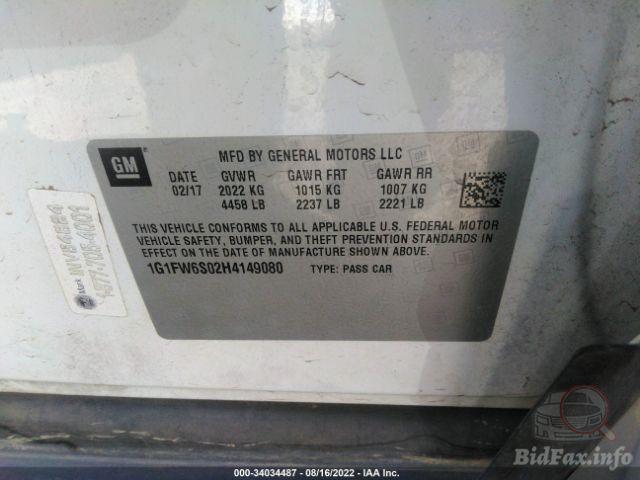 GM
MFD BY GENERAL MOTORS LLC
DATE GVWR GAWR FRT GAWR RR
02/17 2022 KG 1015 KG 1007 KG
4458 LB 2237 LB 2221 LB
THIS VEHICLE CONFORMS TO ALL APPLICABLE U.S. FEDERAL MOTOR
VEHICLE SAFETY, BUMPER, AND THEFT PREVENTION STANDARDS IN
EFFECT ON THE DATE OF MANUFACTURE SHOWN ABOVE.
1G1FW6S02H4149080 TYPE: PASS CAR
Mark
000 - 34034487 - 08/16/2022 - IAA Inc.
BidFax.info